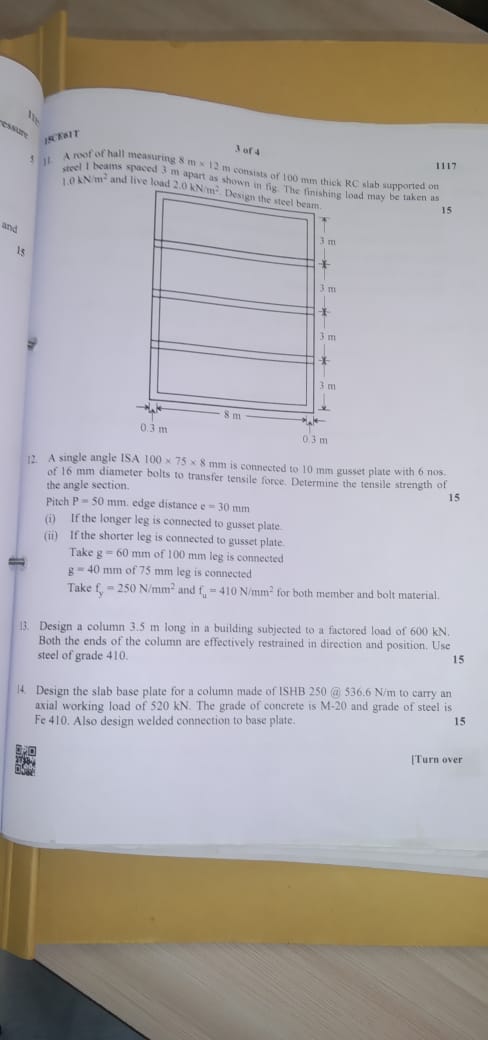 essure
and
15
15CE61T
3 of 4
1117
11. A roof of hall measuring 8 m × 12 m consists of 100 mm thick RC slab supported on
steel I beams spaced 3 m apart as shown in fig. The finishing load may be taken as
1.0 kN/m² and live load 2.0 kN/m². Design the steel beam.
15
3 m
3 m
3 m
3 m
8 m
0.3 m
0.3 m
12. A single angle ISA 100 × 75 × 8 mm is connected to 10 mm gusset plate with 6 nos.
of 16 mm diameter bolts to transfer tensile force. Determine the tensile strength of
the angle section.
15
Pitch P = 50 mm. edge distance e = 30 mm
(i) If the longer leg is connected to gusset plate.
(ii) If the shorter leg is connected to gusset plate.
Take g = 60 mm of 100 mm leg is connected
g = 40 mm of 75 mm leg is connected
Take fy = 250 N/mm² and fu = 410 N/mm² for both member and bolt material.
13. Design a column 3.5 m long in a building subjected to a factored load of 600 kN.
Both the ends of the column are effectively restrained in direction and position. Use
steel of grade 410.
15
14. Design the slab base plate for a column made of ISHB 250 @ 536.6 N/m to carry an
axial working load of 520 kN. The grade of concrete is M-20 and grade of steel is
Fe 410. Also design welded connection to base plate.
15
[Turn over